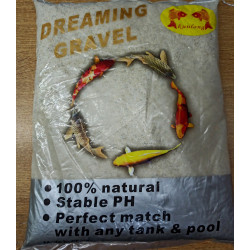 DREAMING
GRAVEL
• 100% natural
• Stable PH
• Perfect match
with any tank & pool